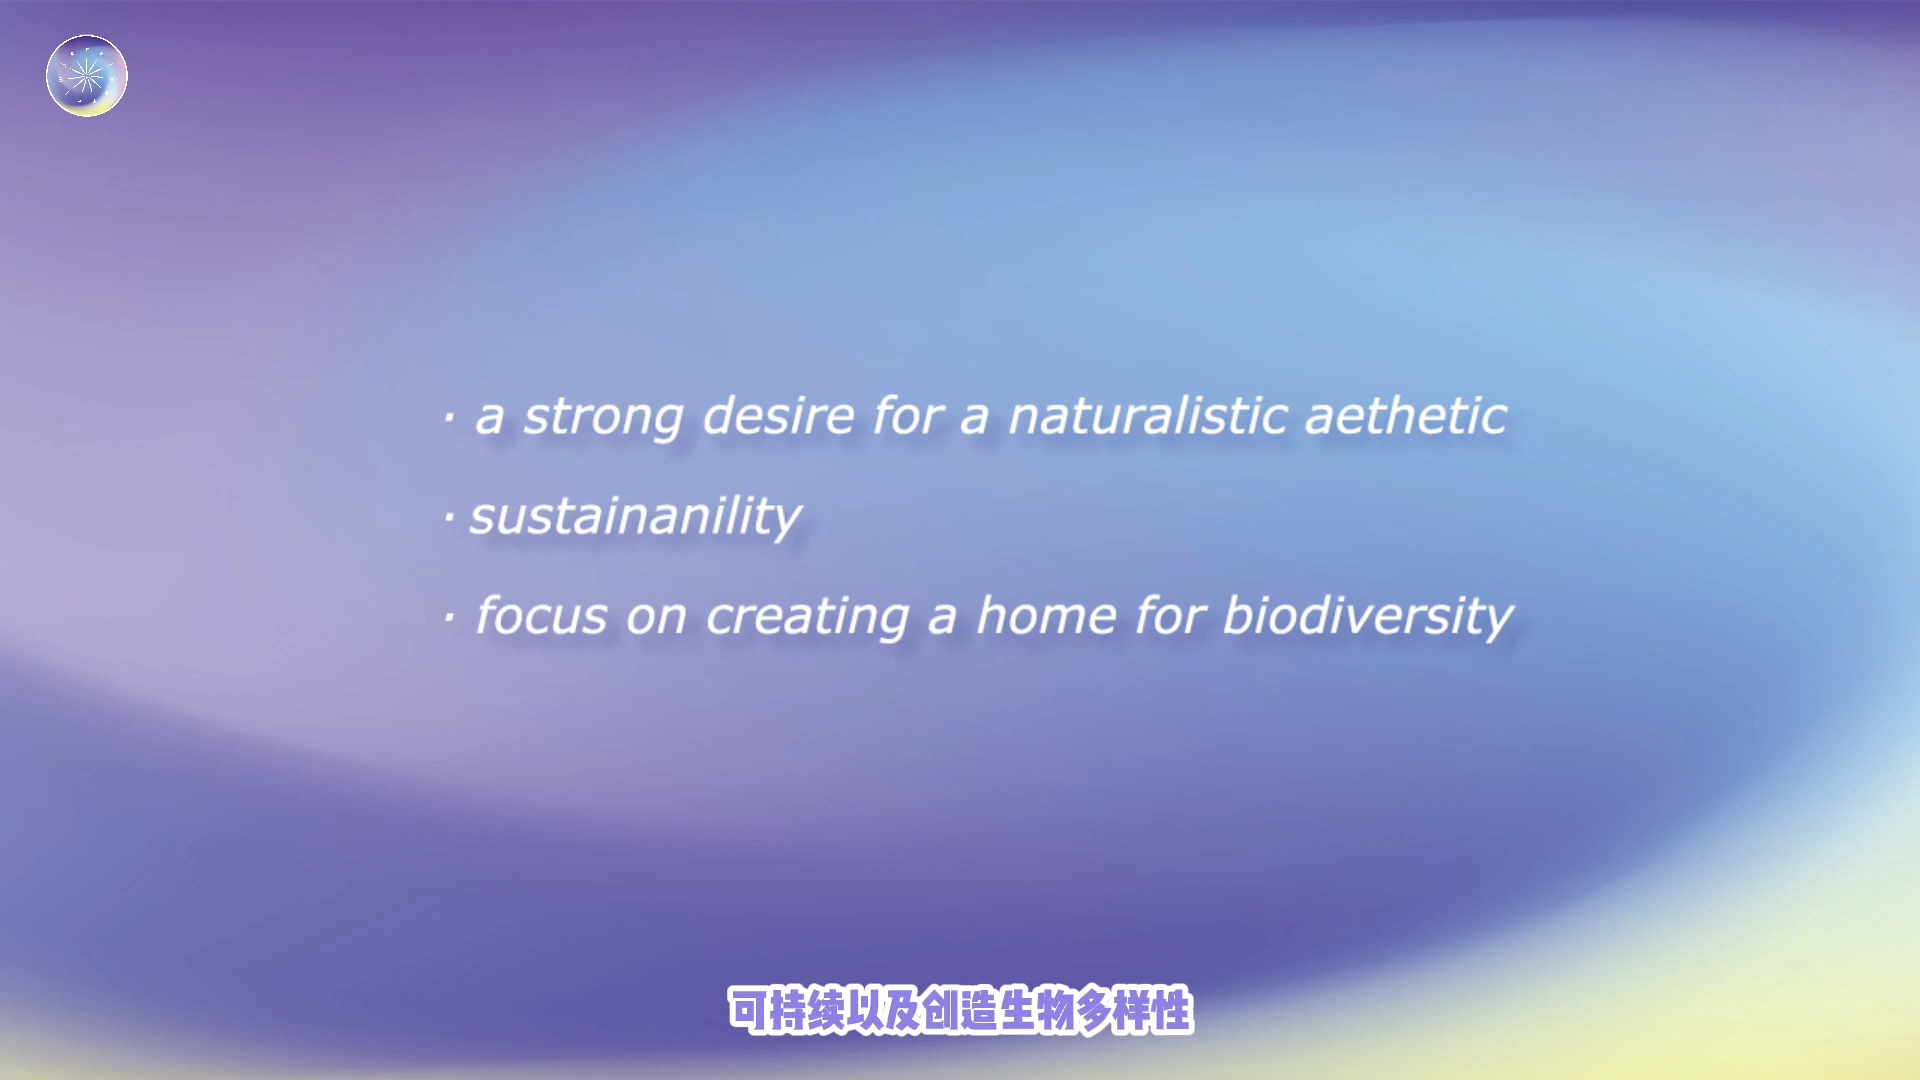 · a strong desire for a naturalistic aethetic
· sustainanility
· focus on creating a home for biodiversity
可持续以及创造生物多样性